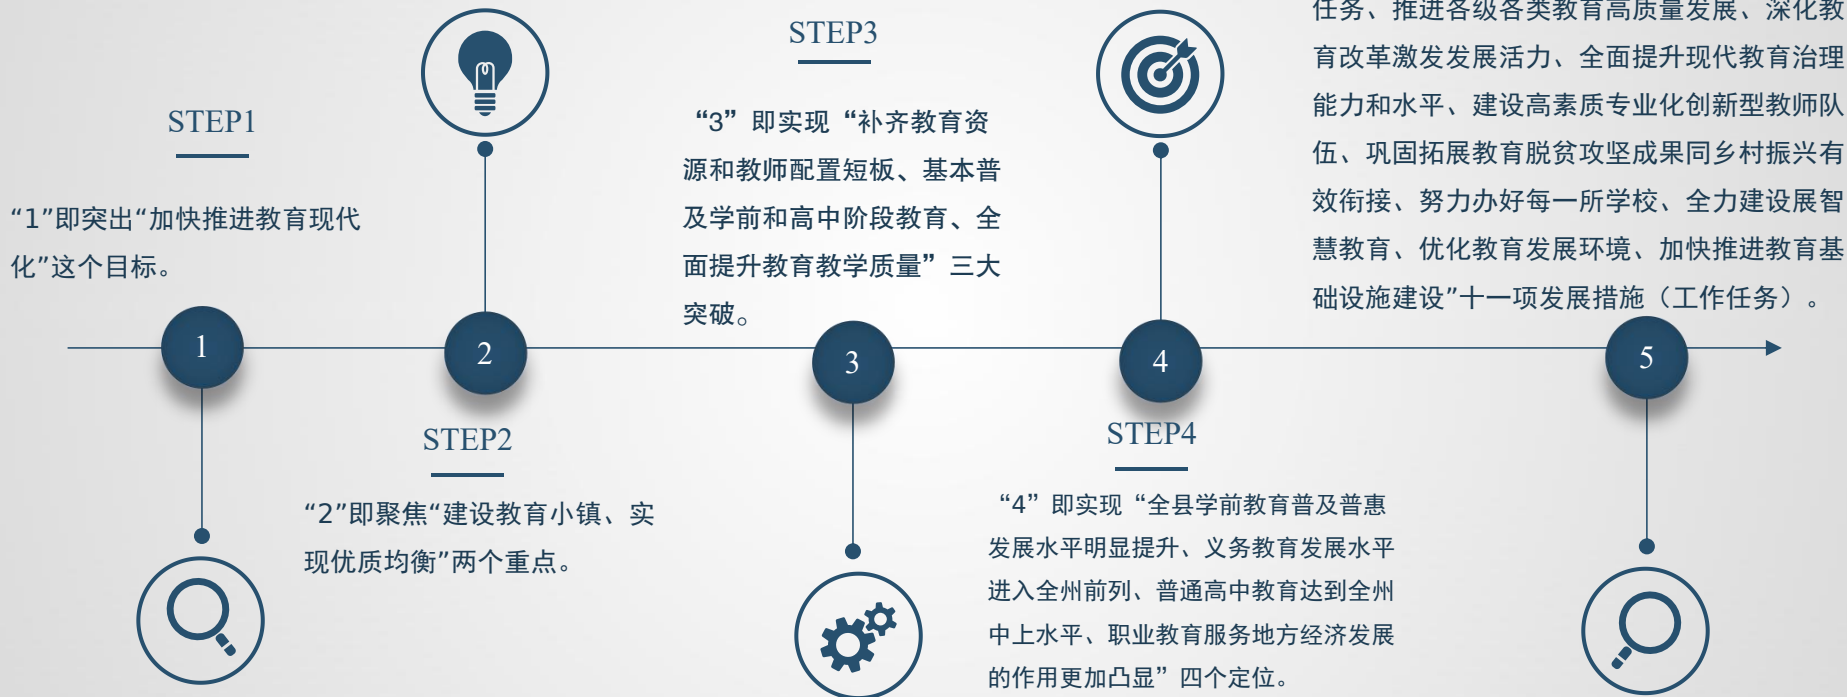 STEP1
“1”即突出“加快推进教育现代
化”这个目标。
1
2
STEP2
“2”即聚焦“建设教育小镇、实
现优质均衡”两个重点。
STEP3
“3”即实现“补齐教育资
源和教师配置短板、基本普
及学前和高中阶段教育、全
面提升教育教学质量”三大
突破。
3
4
STEP4
“4”即实现“全县学前教育普及普惠
发展水平明显提升、义务教育发展水平
进入全州前列、普通高中教育达到全州
中上水平、职业教育服务地方经济发展
的作用更加凸显”四个定位。
任务、推进各级各类教育高质量发展、深化教
育改革激发发展活力、全面提升现代教育治理
能力和水平、建设高素质专业化创新型教师队
伍、巩固拓展教育脱贫攻坚成果同乡村振兴有
效衔接、努力办好每一所学校、全力建设展智
慧教育、优化教育发展环境、加快推进教育基
础设施建设”十一项发展措施（工作任务）。
5